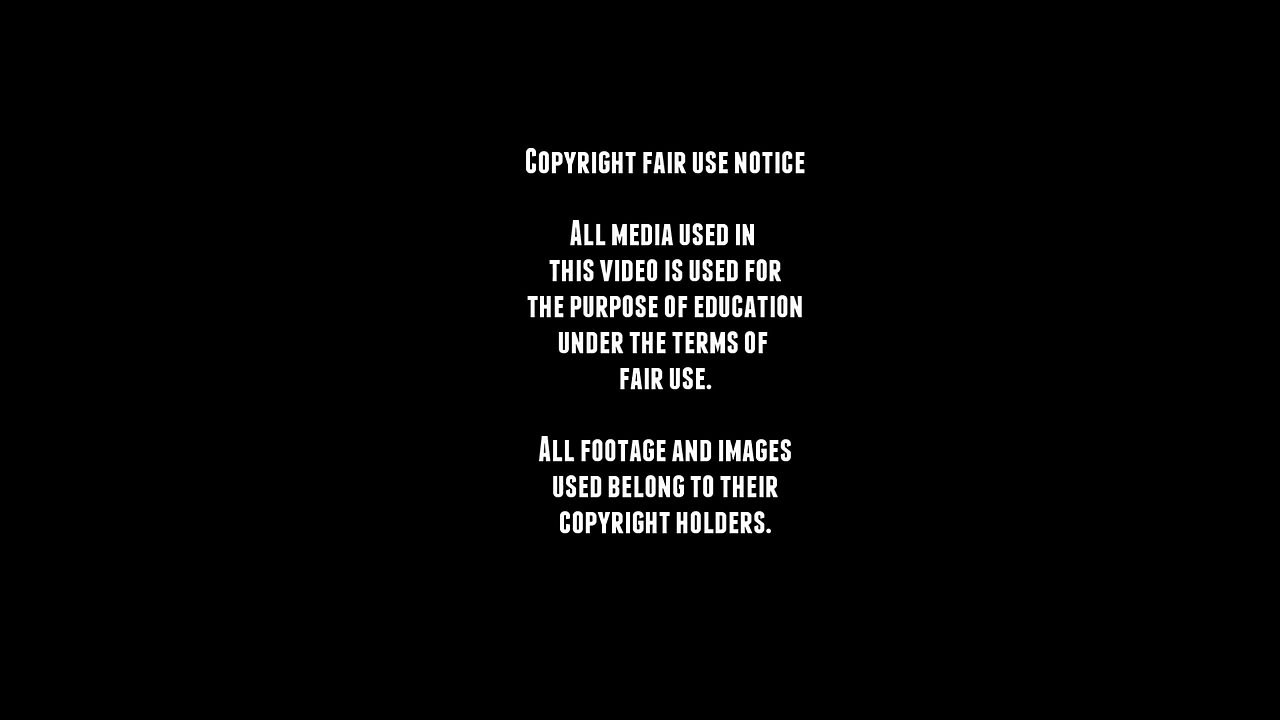 Copyright fair use notice
All media used in
this video is used for
the purpose of education
under the terms of
fair use.
All footage and images
used belong to their
copyright holders.